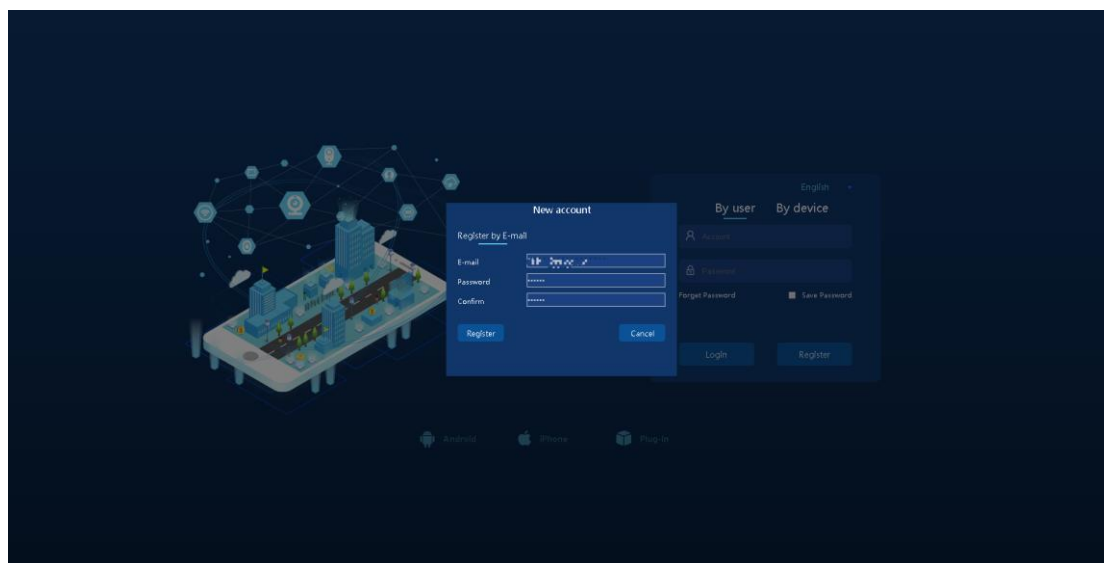 English
By user By device
Account
Password
Forget Password Save Password
Login Register
New account
Register by E-mail
E-mail
Password ••••••
Confirm ••••••
Register Cancel
Android iPhone Plug-in